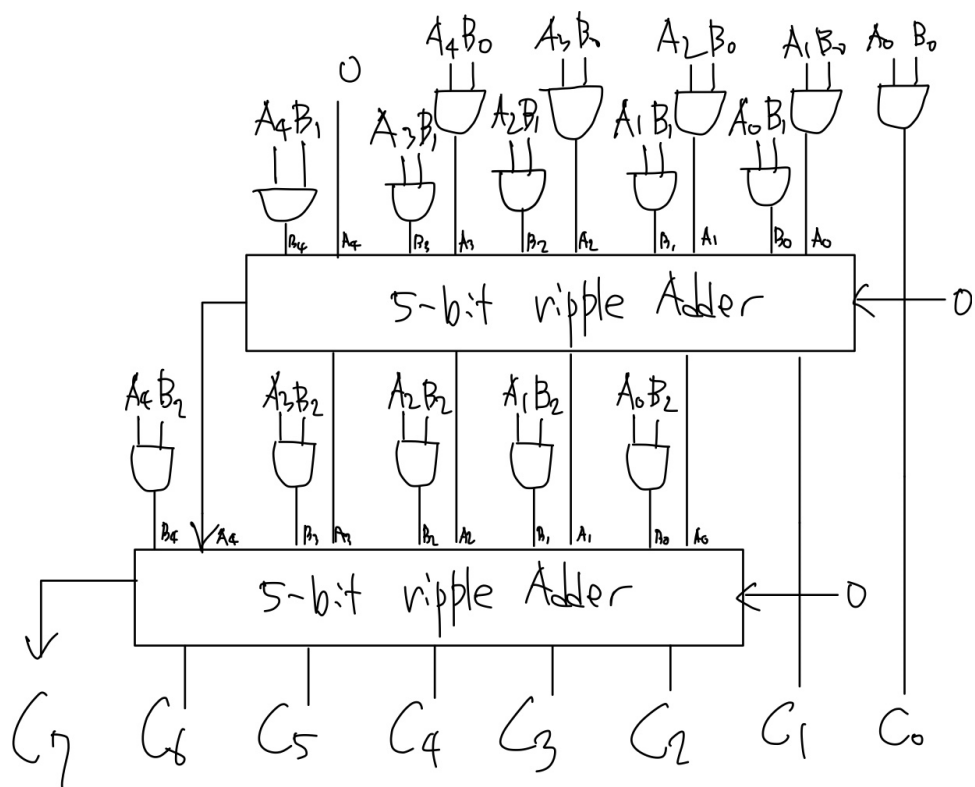 A4B0 A3B0 A2B0 A1B0 A0 B0
0
A4B1 A3B1 A2B1 A1B1 A0B1
B4 A4 B3 A3 B2 A2 B1 A1 B0 A0
5-bit ripple Adder 0
A4B2 A3B2 A2B2 A1B2 A0B2
B4 A4 B3 A3 B2 A2 B1 A1 B0 A0
5-bit ripple Adder 0
C7 C6 C5 C4 C3 C2 C1 C0